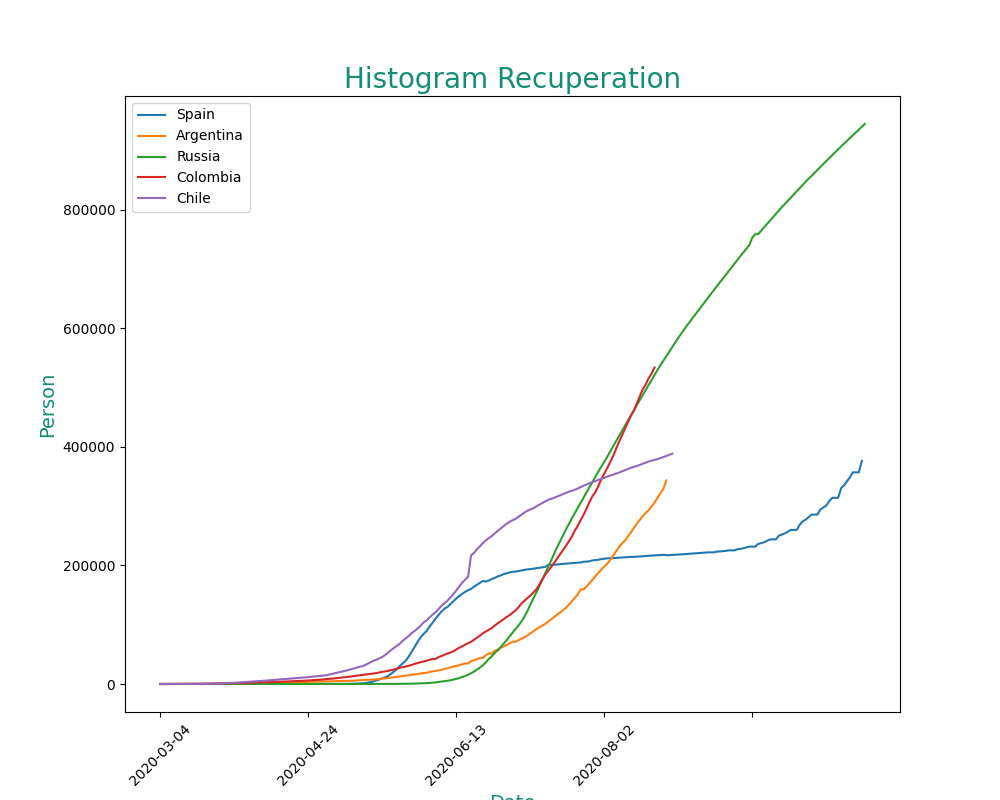 Histogram Recuperation
Spain
Argentina
Russia
Colombia
Chile
Person
800000
600000
400000
200000
0
2020-03-04
2020-04-24
2020-06-13
2020-08-02
Date